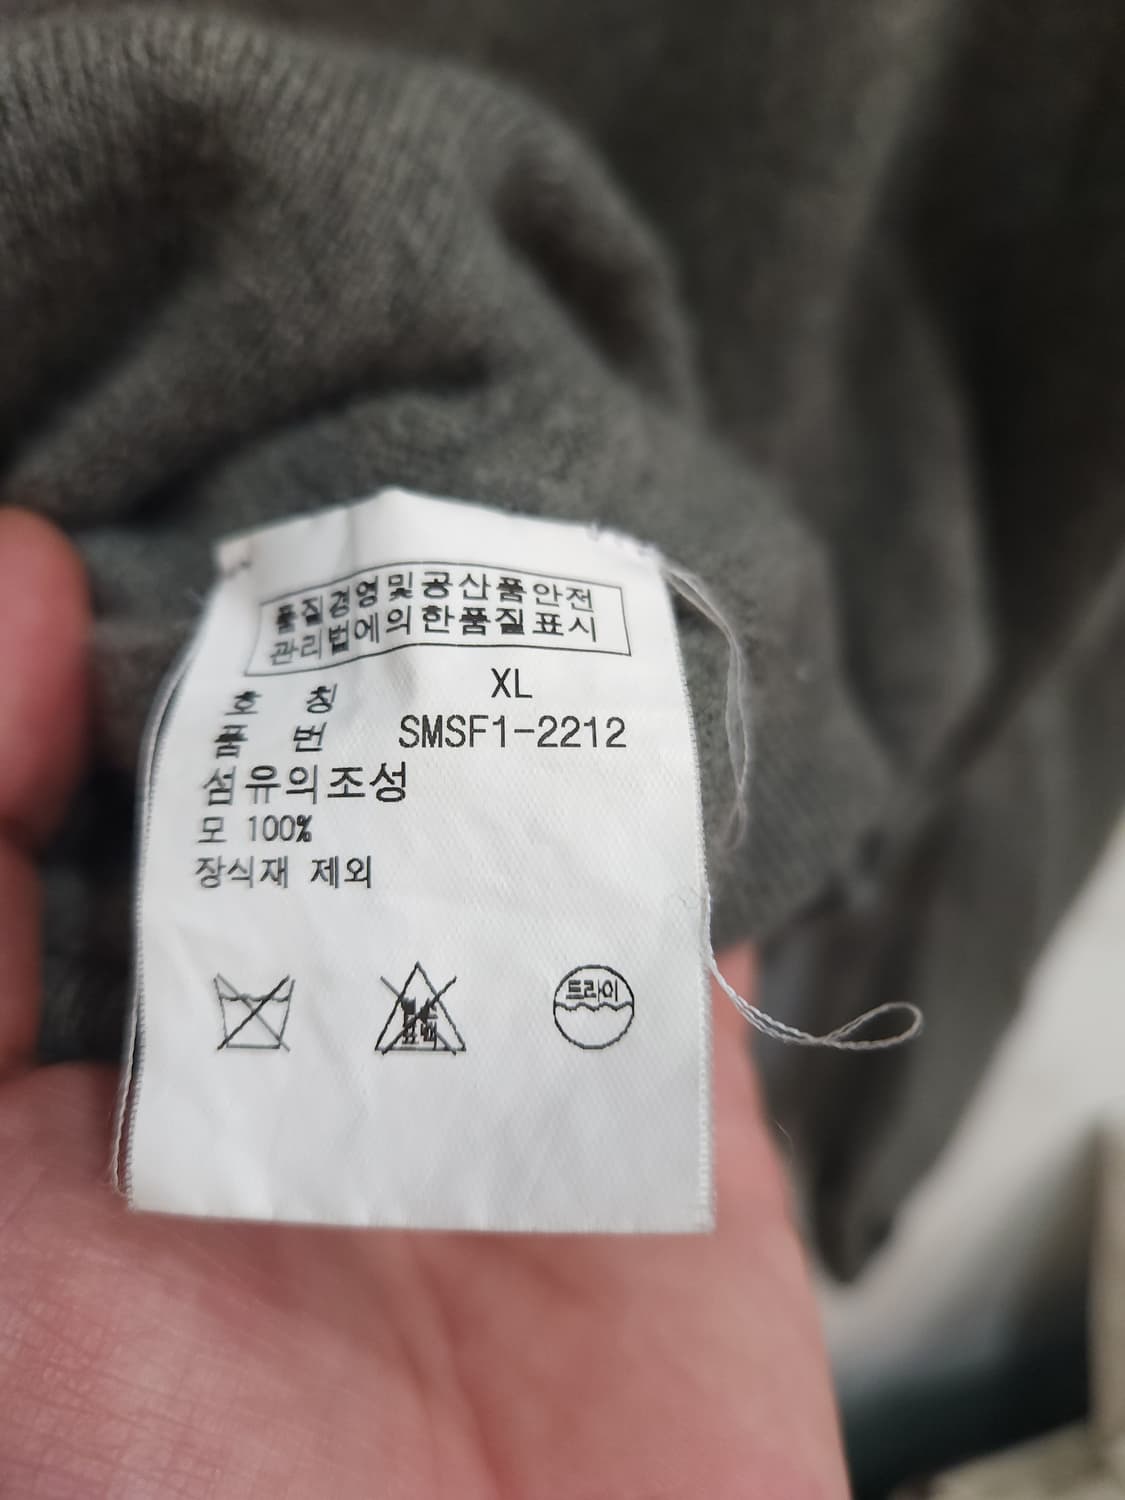 품질경영및공산품안전
관리법에의한품질표시
호 칭 XL
품 번 SMSF1-2212
섬유의조성
모 100%
장식재 제외
드라이